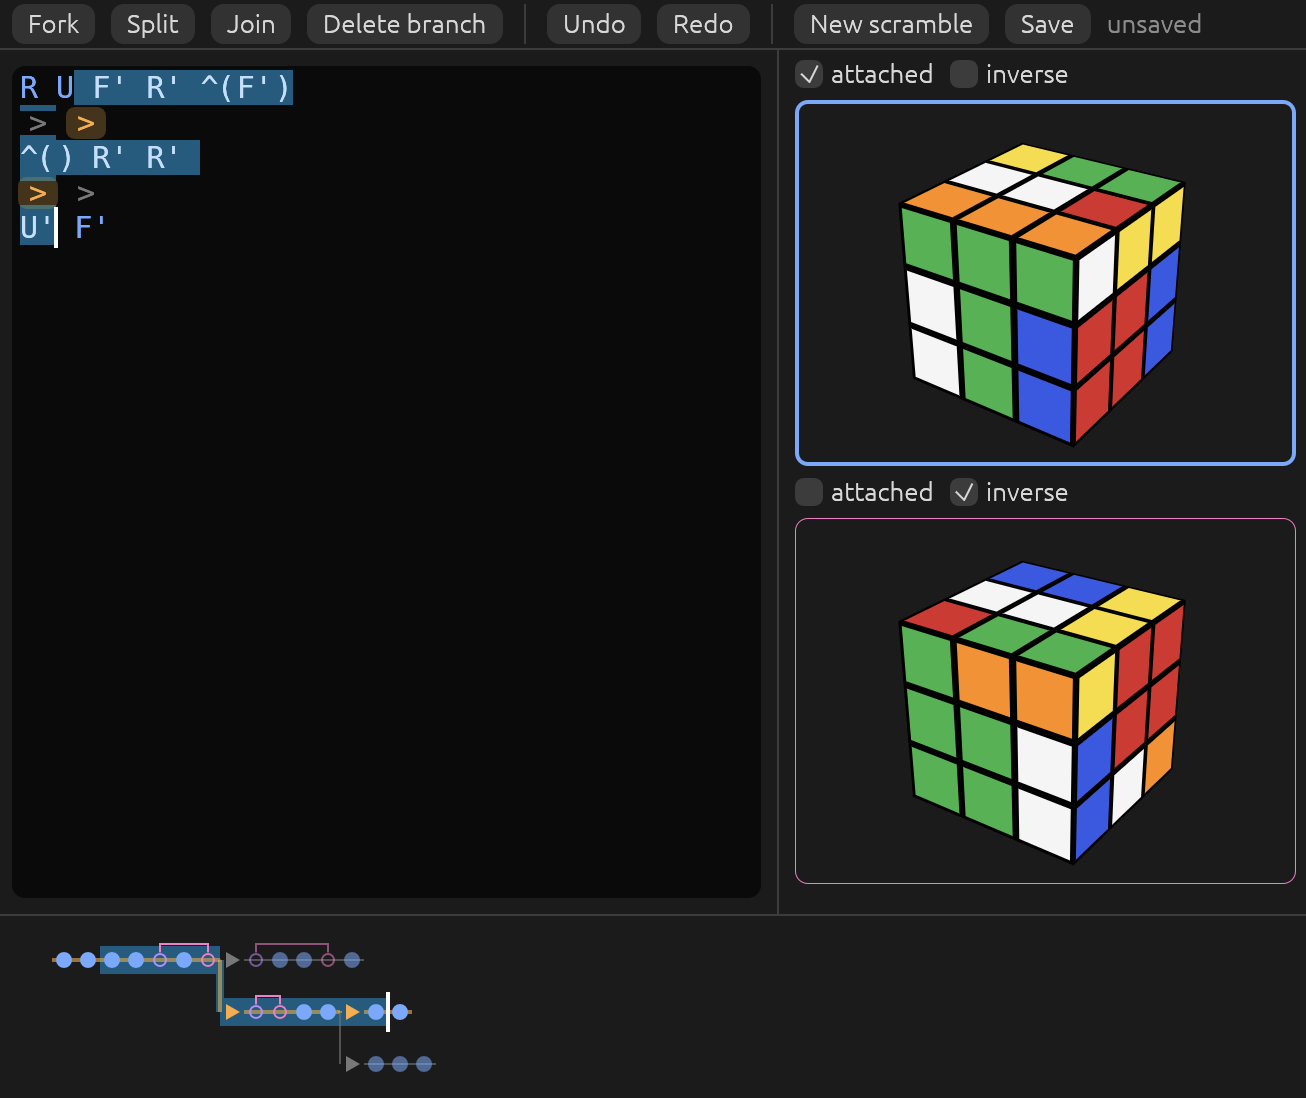 Fork Split Join Delete branch Undo Redo New scramble Save unsaved
attached inverse
R U F' R' ^(F')
> >
^() R' R'
> >
U' F'
attached inverse